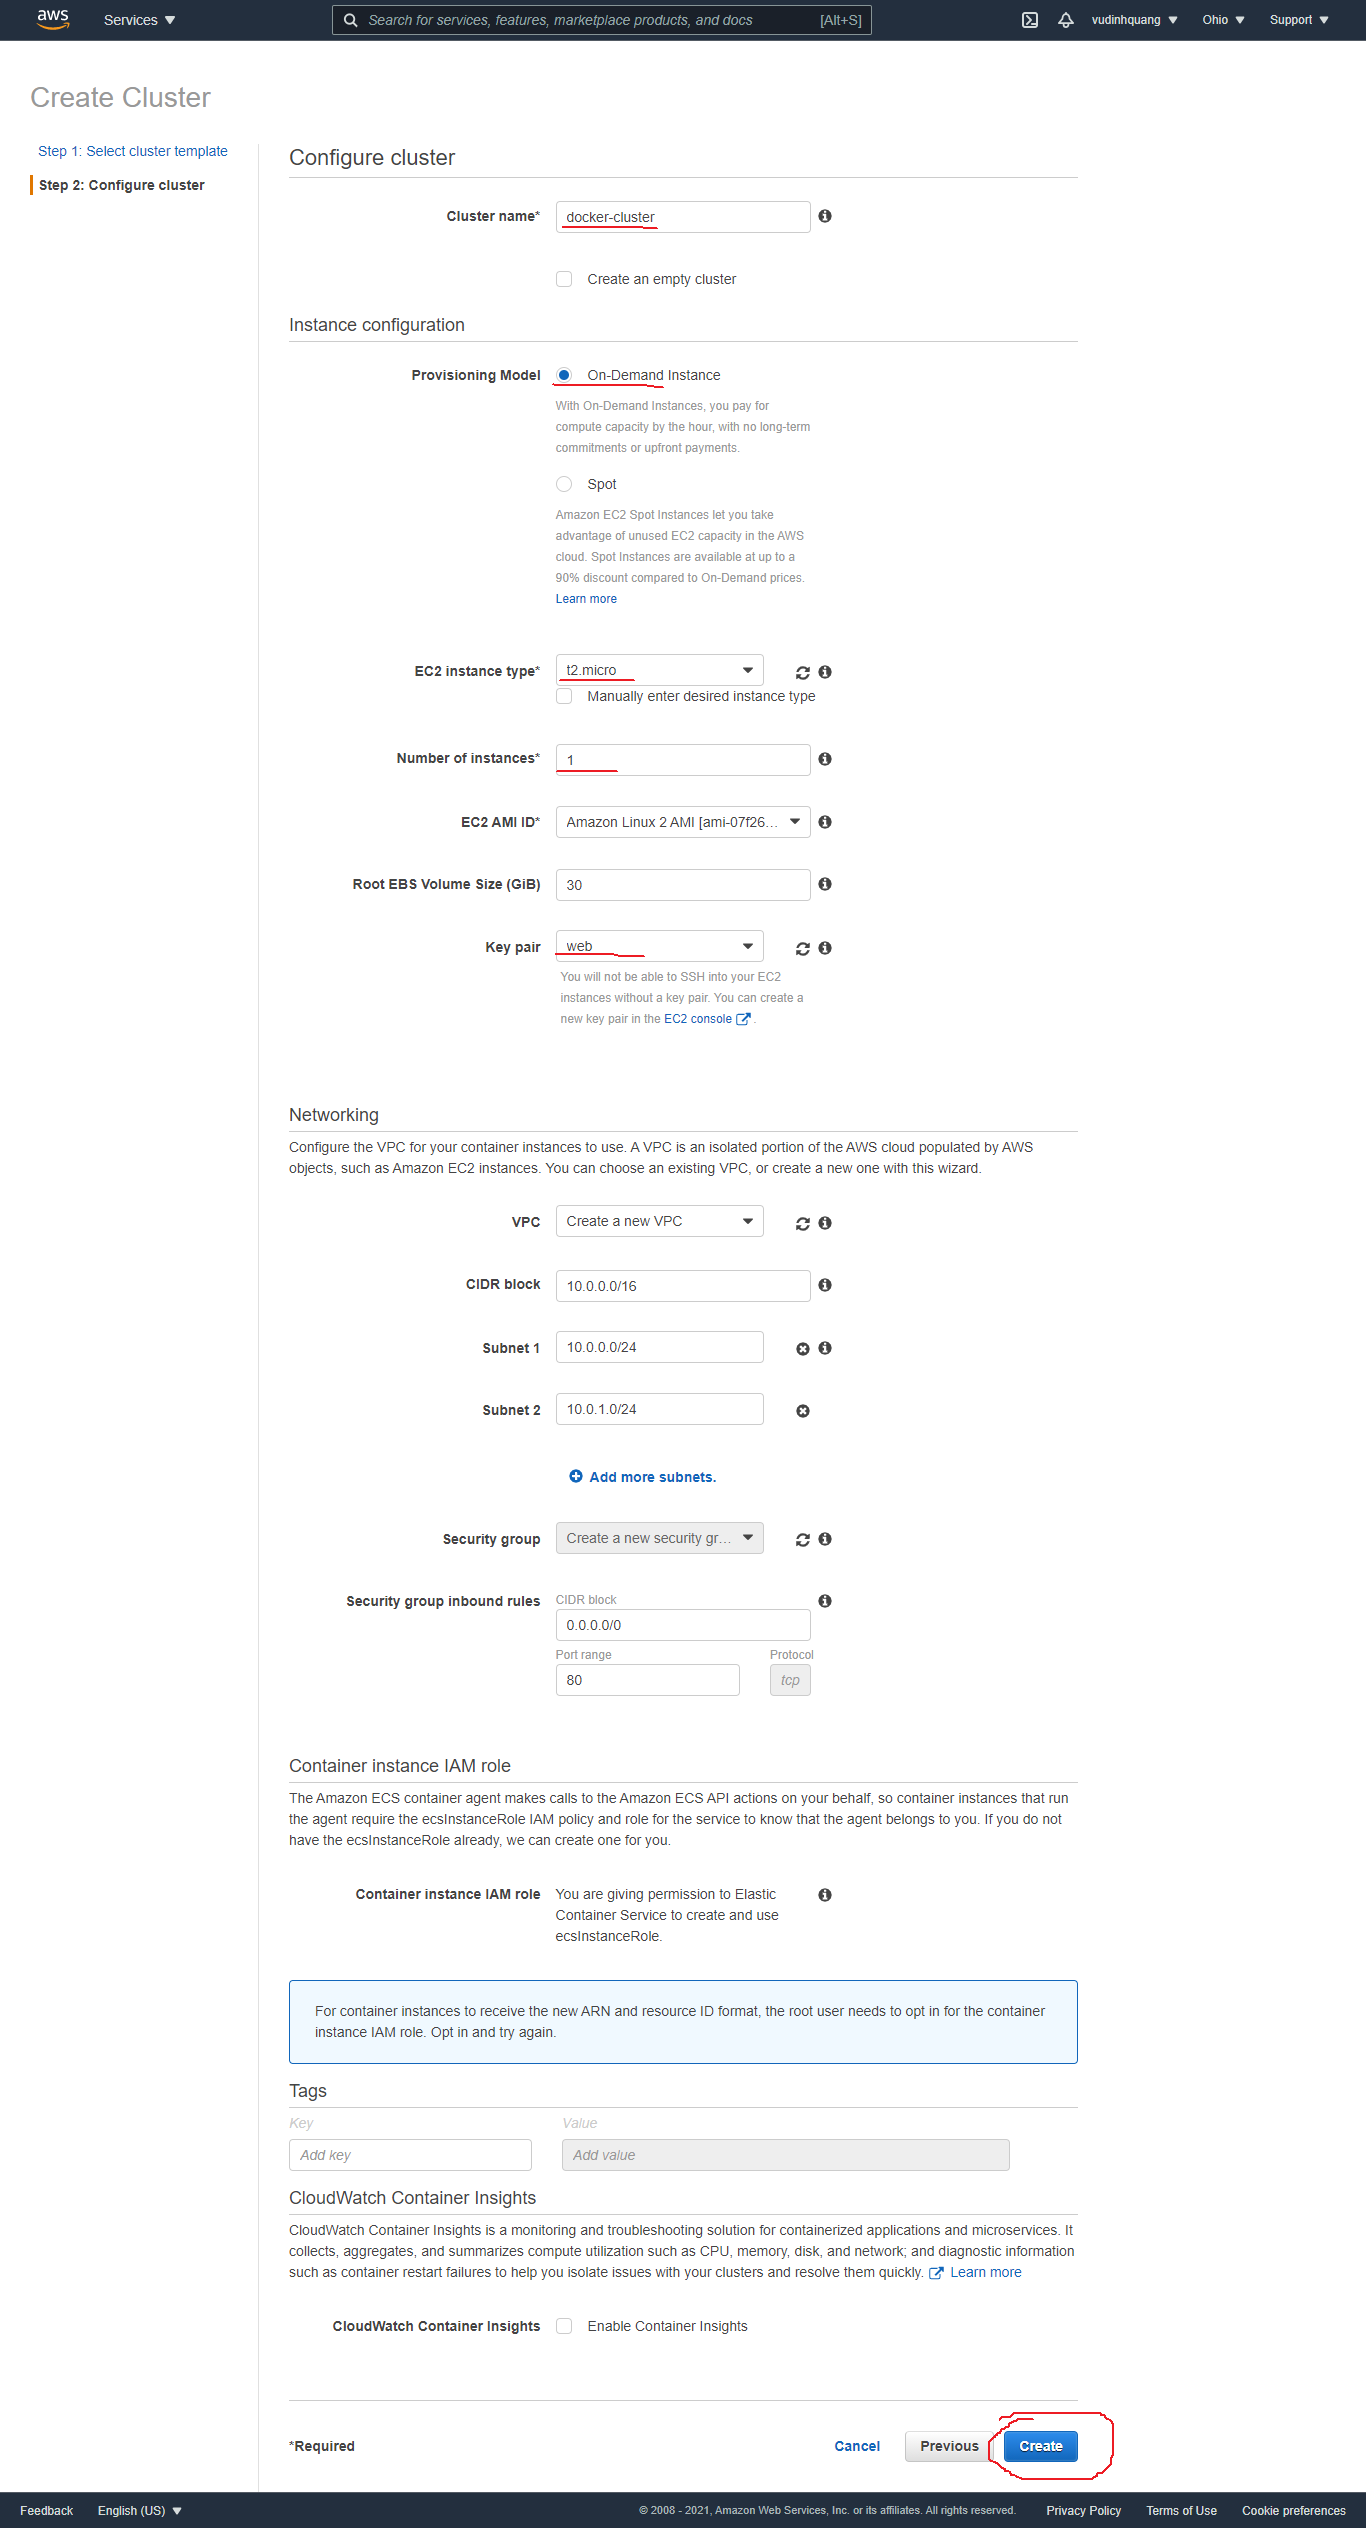 aws
Services
Search for services, features, marketplace products, and docs [Alt+S]
vudinhquang
Ohio
Support
Create Cluster
Step 1: Select cluster template
Step 2: Configure cluster
Configure cluster
Cluster name* docker-cluster
Create an empty cluster
Instance configuration
Provisioning Model On-Demand Instance
With On-Demand Instances, you pay for
compute capacity by the hour, with no long-term
commitments or upfront payments.
Spot
Amazon EC2 Spot Instances let you take
advantage of unused EC2 capacity in the AWS
cloud. Spot Instances are available at up to a
90% discount compared to On-Demand prices.
Learn more
EC2 instance type* t2.micro
Manually enter desired instance type
Number of instances* 1
EC2 AMI ID* Amazon Linux 2 AMI [ami-07f26...
Root EBS Volume Size (GiB) 30
Key pair web
You will not be able to SSH into your EC2
instances without a key pair. You can create a
new key pair in the EC2 console .
Networking
Configure the VPC for your container instances to use. A VPC is an isolated portion of the AWS cloud populated by AWS
objects, such as Amazon EC2 instances. You can choose an existing VPC, or create a new one with this wizard.
VPC Create a new VPC
CIDR block 10.0.0.0/16
Subnet 1 10.0.0.0/24
Subnet 2 10.0.1.0/24
Add more subnets.
Security group Create a new security gr...
Security group inbound rules CIDR block
0.0.0.0/0
Port range Protocol
80 tcp
Container instance IAM role
The Amazon ECS container agent makes calls to the Amazon ECS API actions on your behalf, so container instances that run
the agent require the ecsInstanceRole IAM policy and role for the service to know that the agent belongs to you. If you do not
have the ecsInstanceRole already, we can create one for you.
Container instance IAM role You are giving permission to Elastic
Container Service to create and use
ecsInstanceRole.
For container instances to receive the new ARN and resource ID format, the root user needs to opt in for the container
instance IAM role. Opt in and try again.
Tags
Key Value
Add key Add value
CloudWatch Container Insights
CloudWatch Container Insights is a monitoring and troubleshooting solution for containerized applications and microservices. It
collects, aggregates, and summarizes compute utilization such as CPU, memory, disk, and network; and diagnostic information
such as container restart failures to help you isolate issues with your clusters and resolve them quickly. Learn more
CloudWatch Container Insights Enable Container Insights
*Required Cancel Previous Create
Feedback English (US) © 2008 - 2021, Amazon Web Services, Inc. or its affiliates. All rights reserved. Privacy Policy Terms of Use Cookie preferences